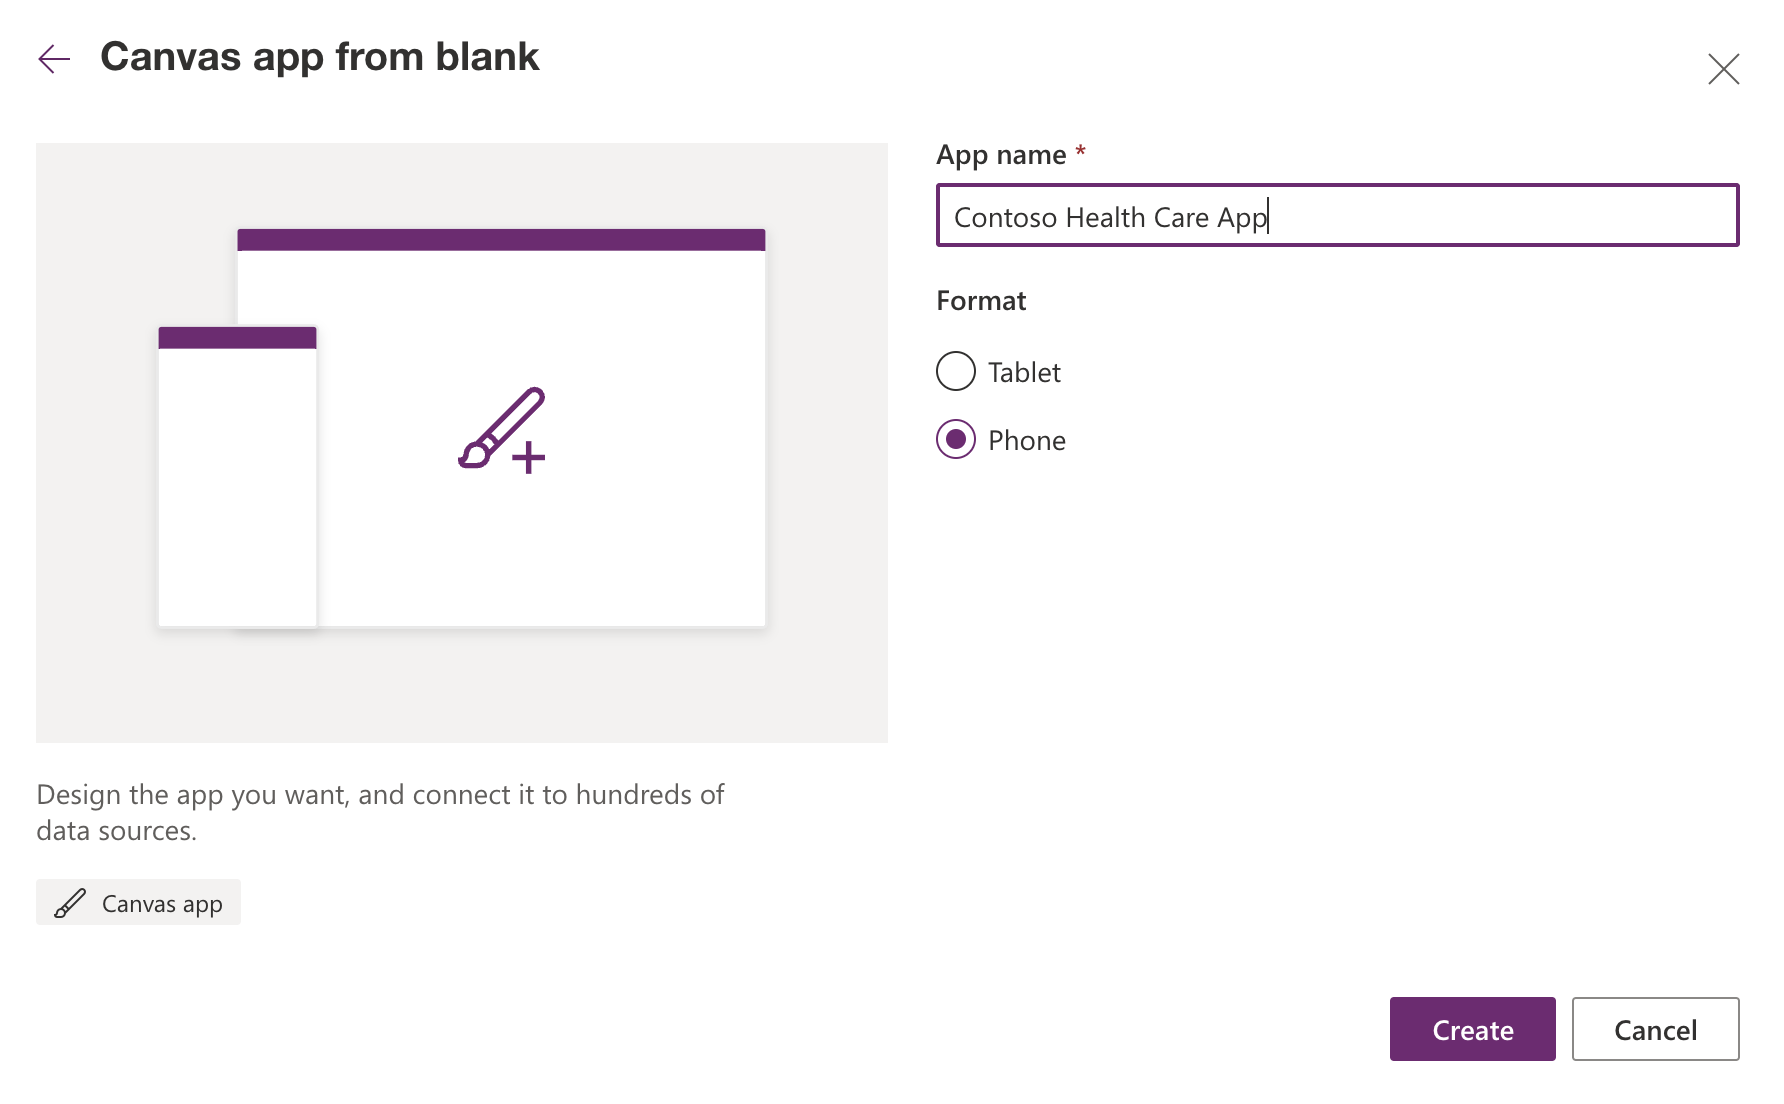 Canvas app from blank
App name *
Contoso Health Care App
Format
Tablet
Phone
Design the app you want, and connect it to hundreds of
data sources.
Canvas app
Create
Cancel